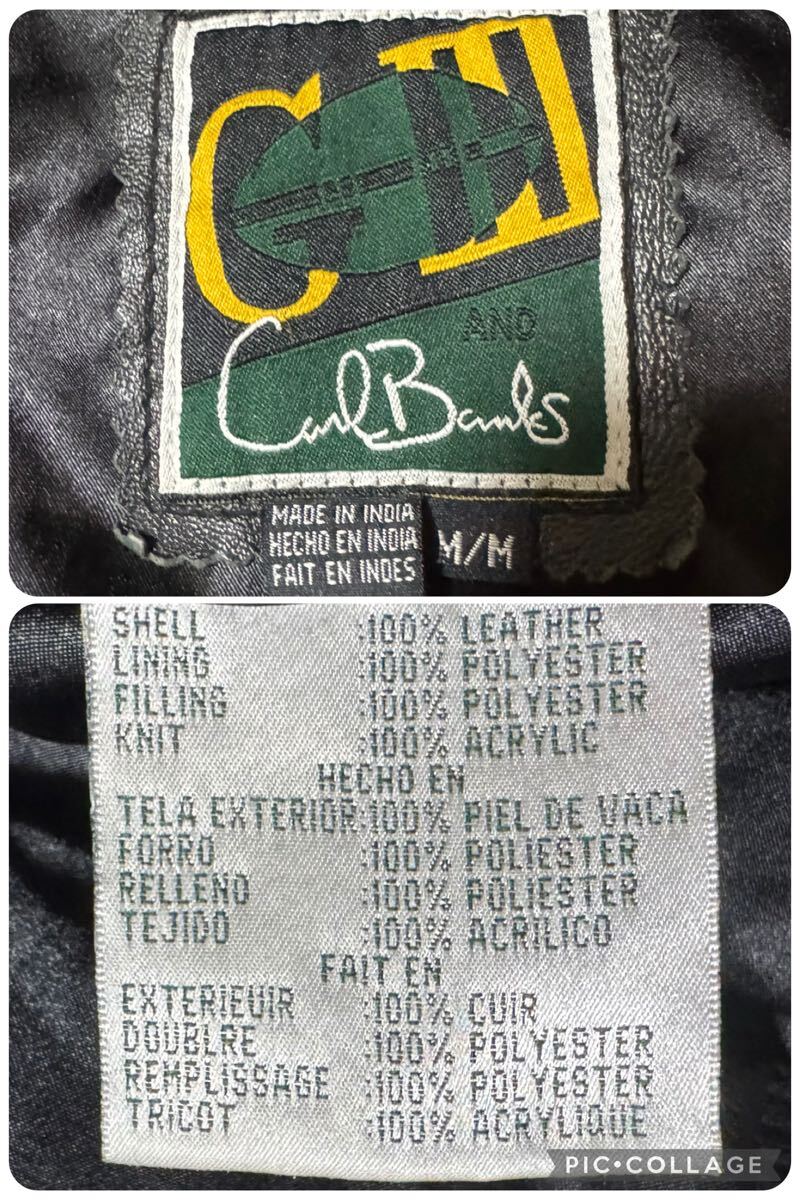 G-III
AND
Carl Banks
MADE IN INDIA
HECHO EN INDIA
FAIT EN INDES
M/M
SHELL :100% LEATHER
LINING :100% POLYESTER
FILLING :100% POLYESTER
KNIT :100% ACRYLIC
HECHO EN
TELA EXTERIOR:100% PIEL DE VACA
FORRO :100% POLIESTER
RELLENO :100% POLIESTER
TEJIDO :100% ACRILICO
FAIT EN
EXTERIEUIR :100% CUIR
DOUBLRE :100% POLYESTER
REMPLISSAGE :100% POLYESTER
TRICOT :100% ACRYLIQUE
PIC•COLLAGE